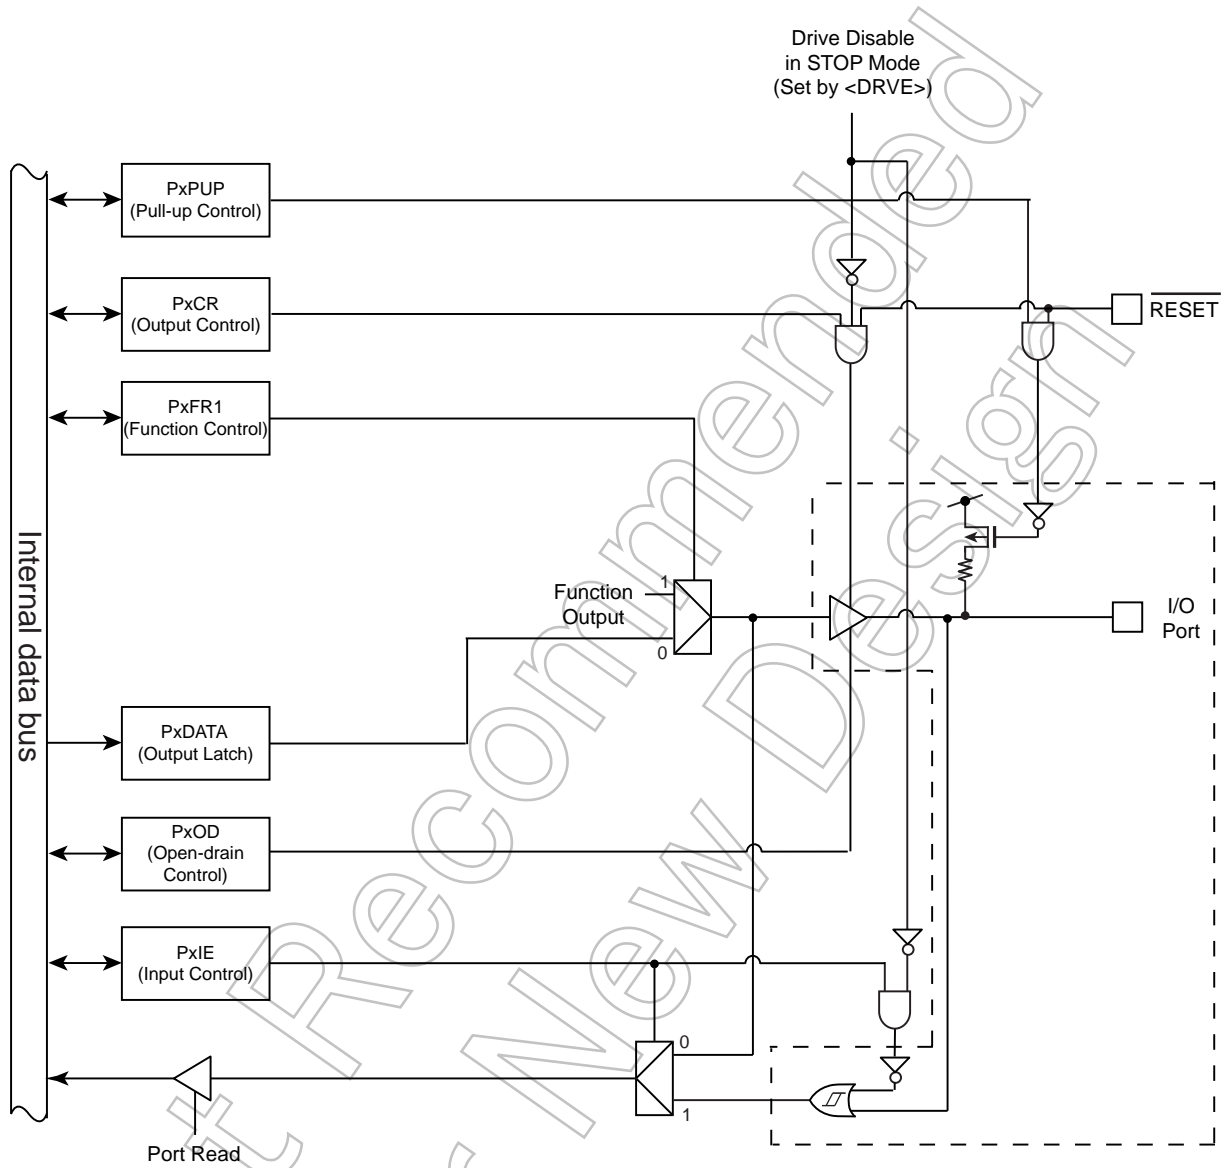 Drive Disable
in STOP Mode
(Set by <DRVE>)
PxPUP
(Pull-up Control)
PxCR
(Output Control)
RESET
PxFR1
(Function Control)
Internal data bus
Function
Output
1
0
I/O
Port
PxDATA
(Output Latch)
PxOD
(Open-drain
Control)
PxIE
(Input Control)
0
1
Port Read
t Recommended
r New Design